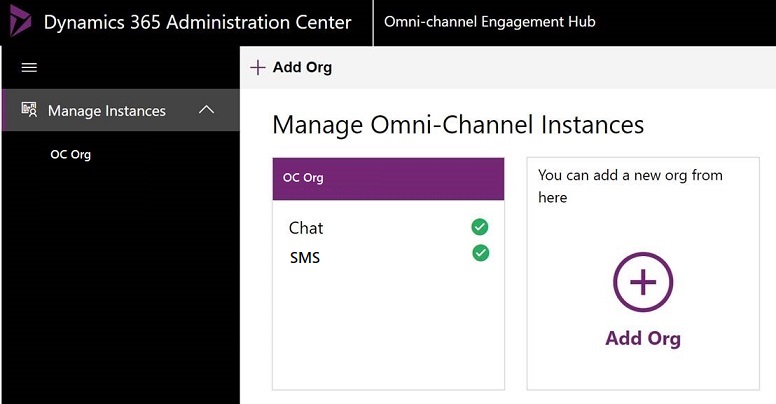 Dynamics 365 Administration Center
Omni-channel Engagement Hub
Add Org
Manage Instances
OC Org
Manage Omni-Channel Instances
OC Org
Chat
SMS
You can add a new org from
here
Add Org